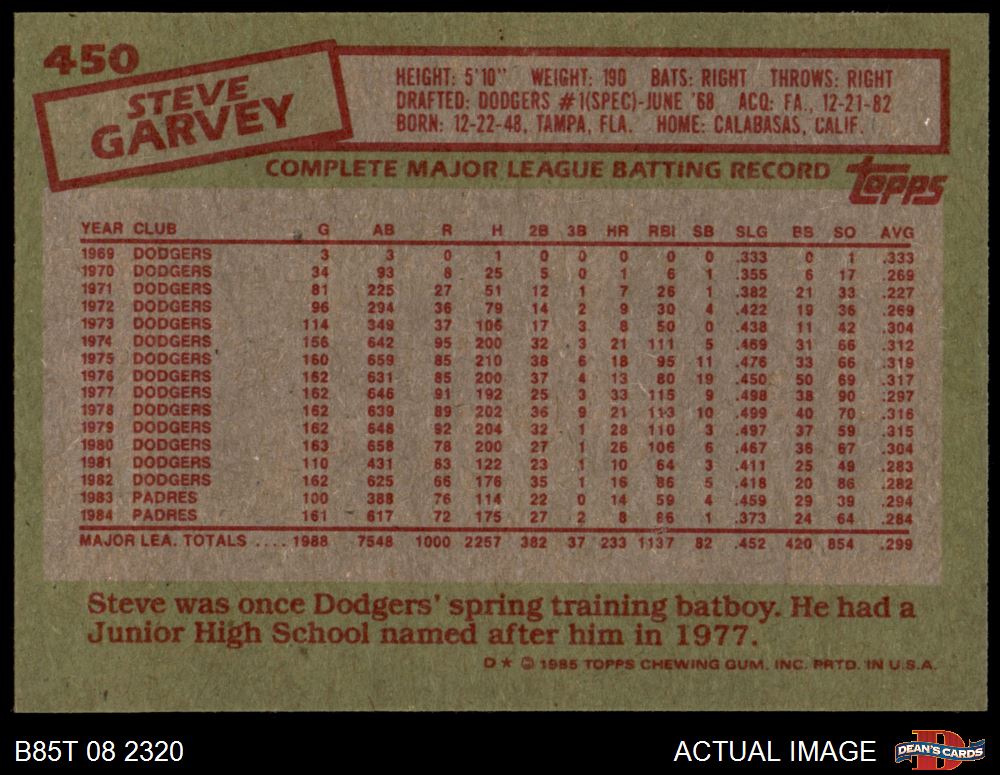 450
STEVE
GARVEY
HEIGHT: 5'10" WEIGHT: 190 BATS: RIGHT THROWS: RIGHT
DRAFTED: DODGERS #1(SPEC)-JUNE '68 ACQ: FA., 12-21-82
BORN: 12-22-48, TAMPA, FLA. HOME: CALABASAS, CALIF.
COMPLETE MAJOR LEAGUE BATTING RECORD
topps
YEAR CLUB G AB R H 2B 3B HR RBI SB SLG BB SO AVG
1969 DODGERS 3 3 0 1 0 0 0 0 0 .333 0 1 .333
1970 DODGERS 34 93 8 25 5 0 1 6 1 .355 6 17 .269
1971 DODGERS 81 225 27 51 12 1 7 26 1 .382 21 33 .227
1972 DODGERS 96 294 36 79 14 2 9 30 4 .422 19 36 .269
1973 DODGERS 114 349 37 106 17 3 8 50 0 .438 11 42 .304
1974 DODGERS 156 642 95 200 32 3 21 111 5 .469 31 66 .312
1975 DODGERS 160 659 85 210 38 6 18 95 11 .476 33 66 .319
1976 DODGERS 162 631 85 200 37 4 13 80 19 .450 50 69 .317
1977 DODGERS 162 646 91 192 25 3 33 115 9 .498 38 90 .297
1978 DODGERS 162 639 89 202 36 9 21 113 10 .499 40 70 .316
1979 DODGERS 162 648 92 204 32 1 28 110 3 .497 37 59 .315
1980 DODGERS 163 658 78 200 27 1 26 106 6 .467 36 67 .304
1981 DODGERS 110 431 63 122 23 1 10 64 3 .411 25 49 .283
1982 DODGERS 162 625 66 176 35 1 16 86 5 .418 20 86 .282
1983 PADRES 100 388 76 114 22 0 14 59 4 .459 29 39 .294
1984 PADRES 161 617 72 175 27 2 8 86 1 .373 24 64 .284
MAJOR LEA. TOTALS .... 1988 7548 1000 2257 382 37 233 1137 82 .452 420 854 .299
Steve was once Dodgers' spring training batboy. He had a
Junior High School named after him in 1977.
D★ © 1985 TOPPS CHEWING GUM, INC. PRTD. IN U.S.A.
B85T 08 2320
ACTUAL IMAGE
DEAN'S CARDS